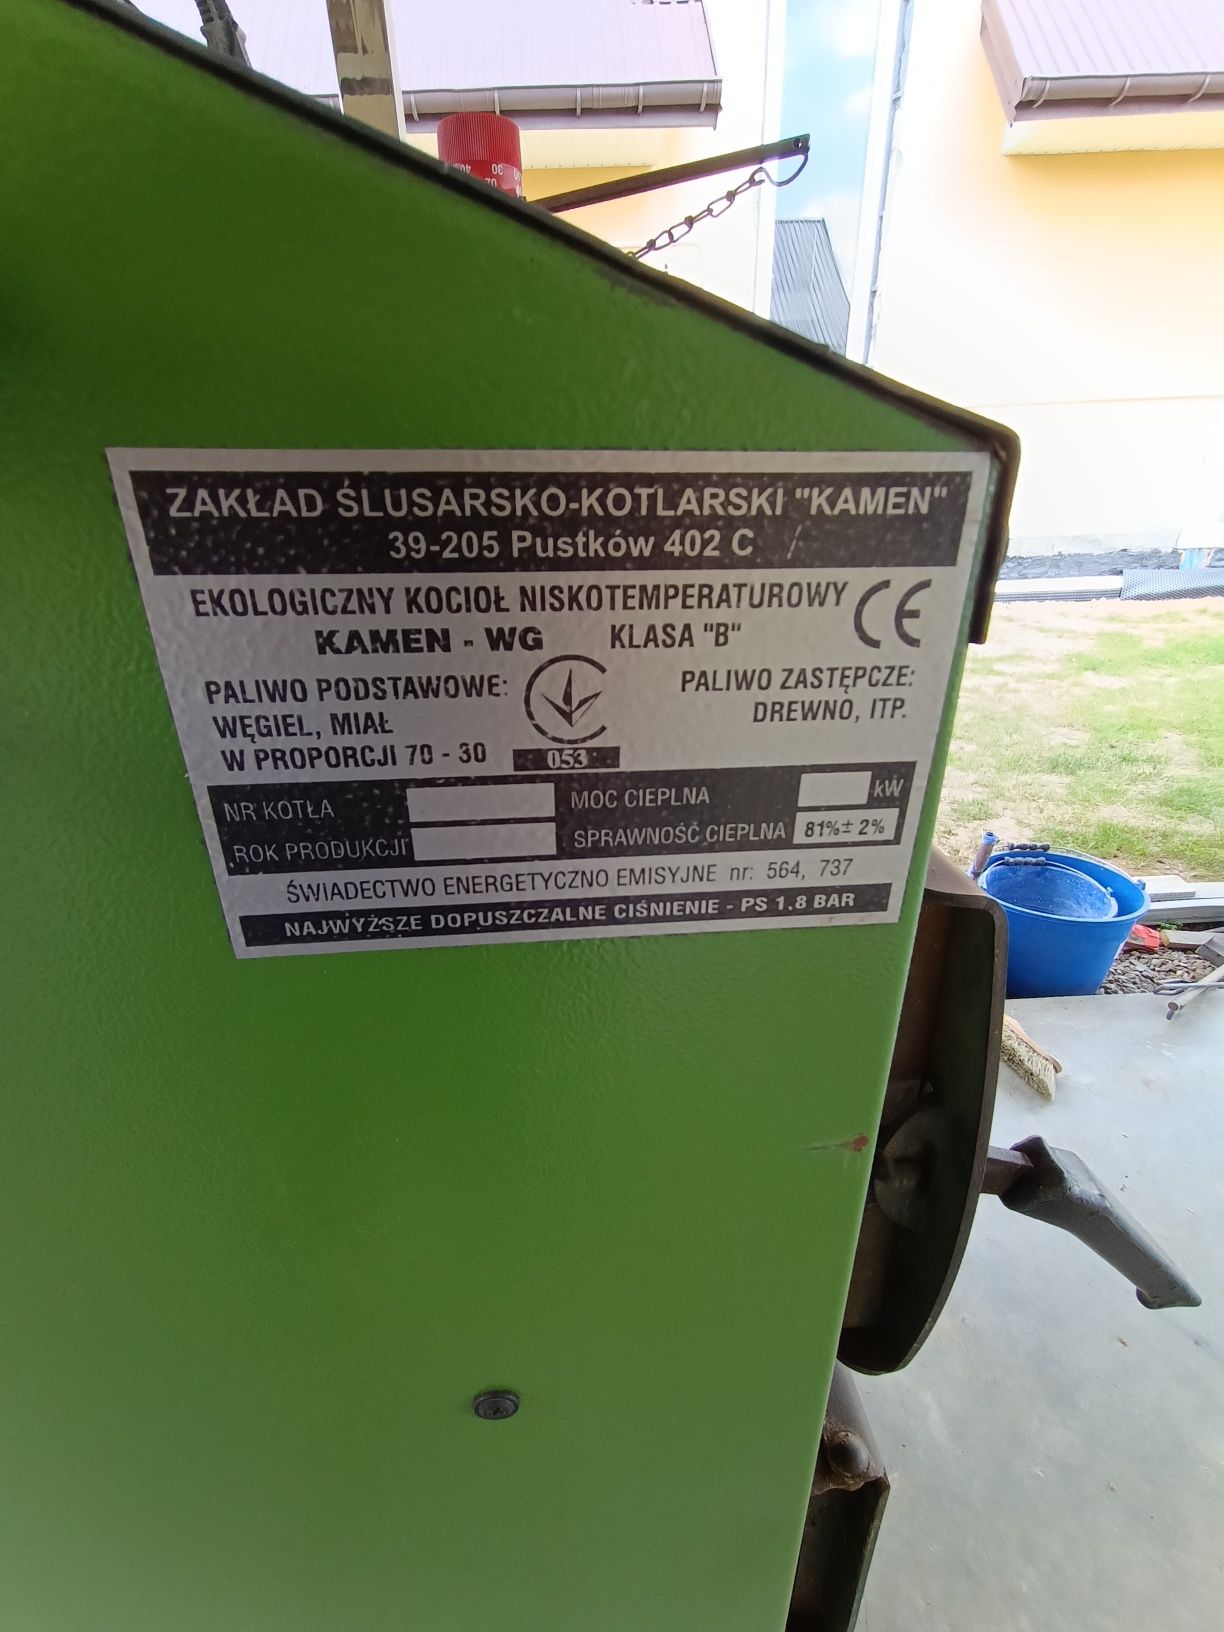 ZAKŁAD ŚLUSARSKO-KOTLARSKI "KAMEN"
39-205 Pustków 402 C
EKOLOGICZNY KOCIOŁ NISKOTEMPERATUROWY CE
KAMEN - WG KLASA "B"
PALIWO PODSTAWOWE:
WĘGIEL, MIAŁ
W PROPORCJI 70 - 30
053
PALIWO ZASTĘPCZE:
DREWNO, ITP.
NR KOTŁA
MOC CIEPLNA kW
ROK PRODUKCJI
SPRAWNOŚĆ CIEPLNA 81%± 2%
ŚWIADECTWO ENERGETYCZNO EMISYJNE nr: 564, 737
NAJWYŻSZE DOPUSZCZALNE CIŚNIENIE - PS 1.8 BAR
40 30